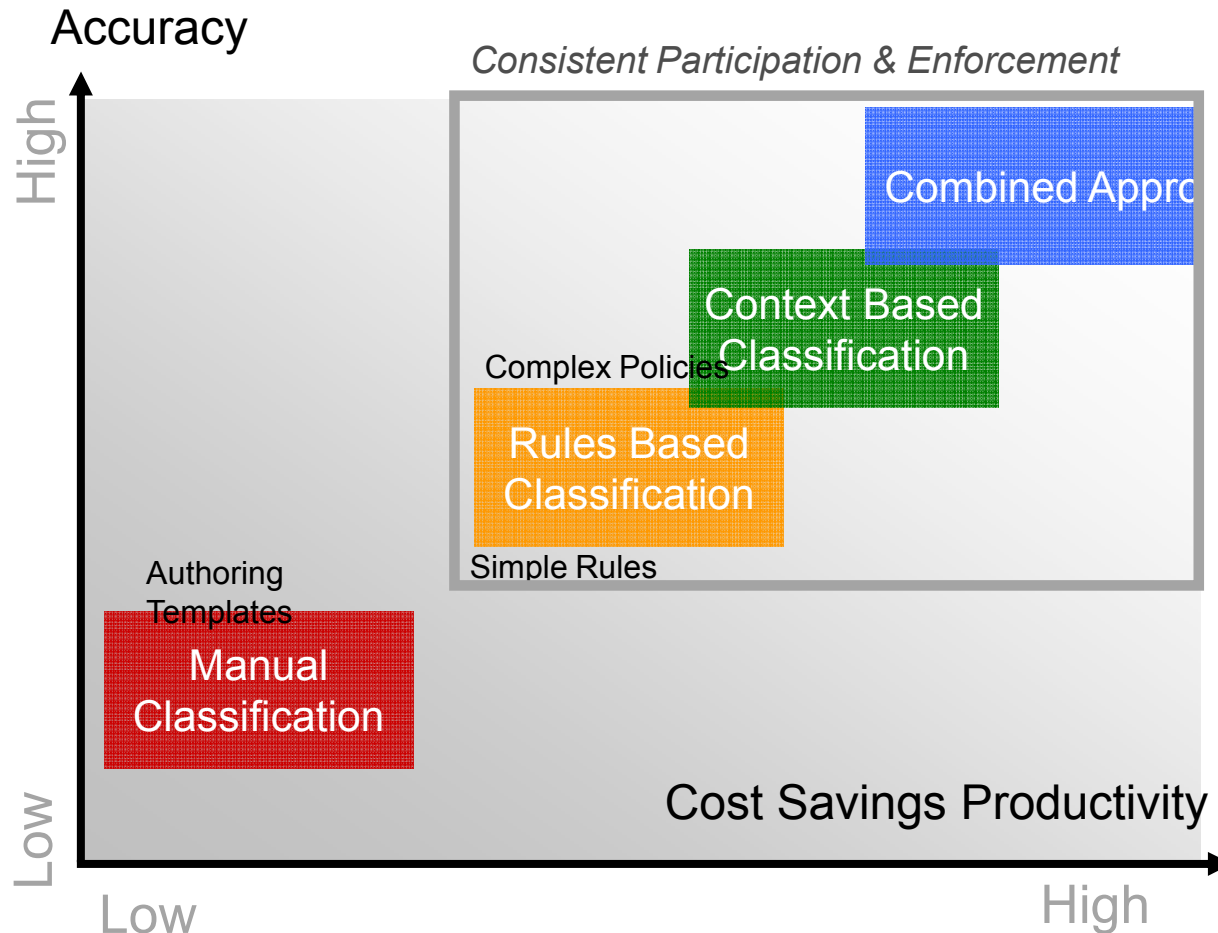 Accuracy
Consistent Participation & Enforcement
High
Combined Appro
Context Based
Classification
Complex Policies
Rules Based
Classification
Simple Rules
Authoring
Templates
Manual
Classification
Cost Savings Productivity
Low
Low
High